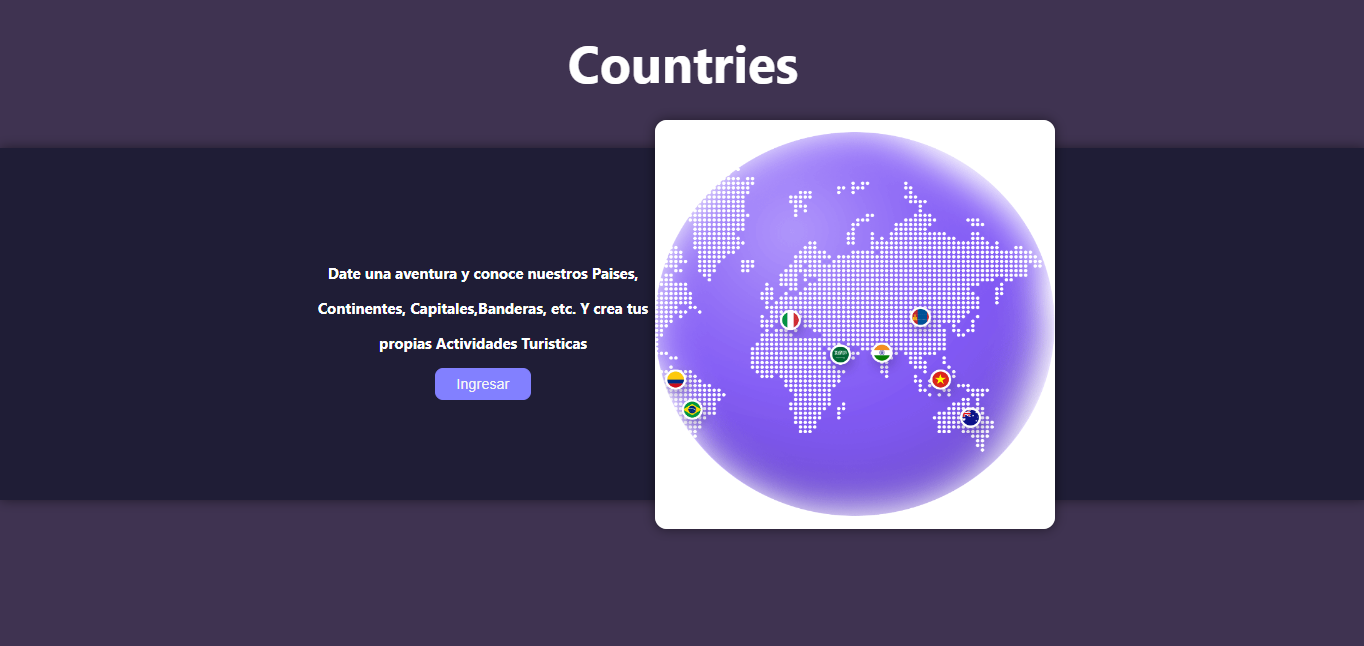 Countries
Date una aventura y conoce nuestros Paises,
Continentes, Capitales,Banderas, etc. Y crea tus
propias Actividades Turisticas
Ingresar